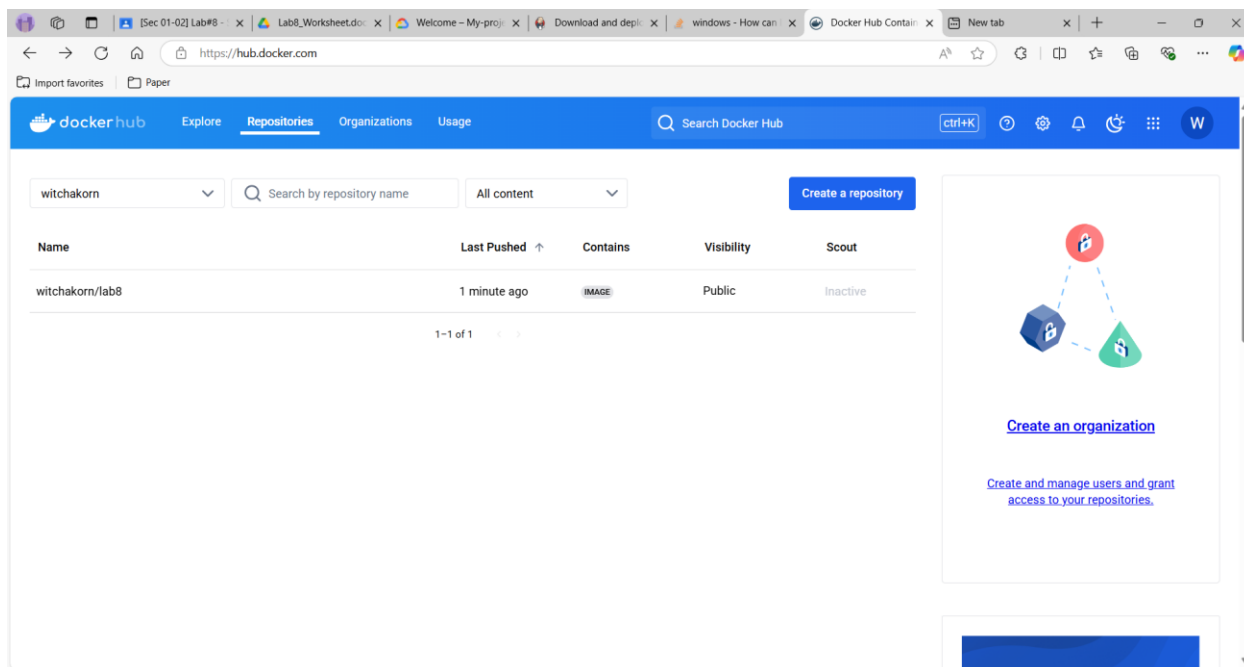 [Sec 01-02] Lab#8 -
Lab8_Worksheet.doc
Welcome – My-proje
Download and deplo
windows - How can
Docker Hub Contain
New tab
https://hub.docker.com
Import favorites
Paper
dockerhub
Explore
Repositories
Organizations
Usage
Search Docker Hub
ctrl+K
W
witchakorn
Search by repository name
All content
Create a repository
Name
Last Pushed
Contains
Visibility
Scout
witchakorn/lab8
1 minute ago
IMAGE
Public
Inactive
1–1 of 1
Create an organization
Create and manage users and grant
access to your repositories.